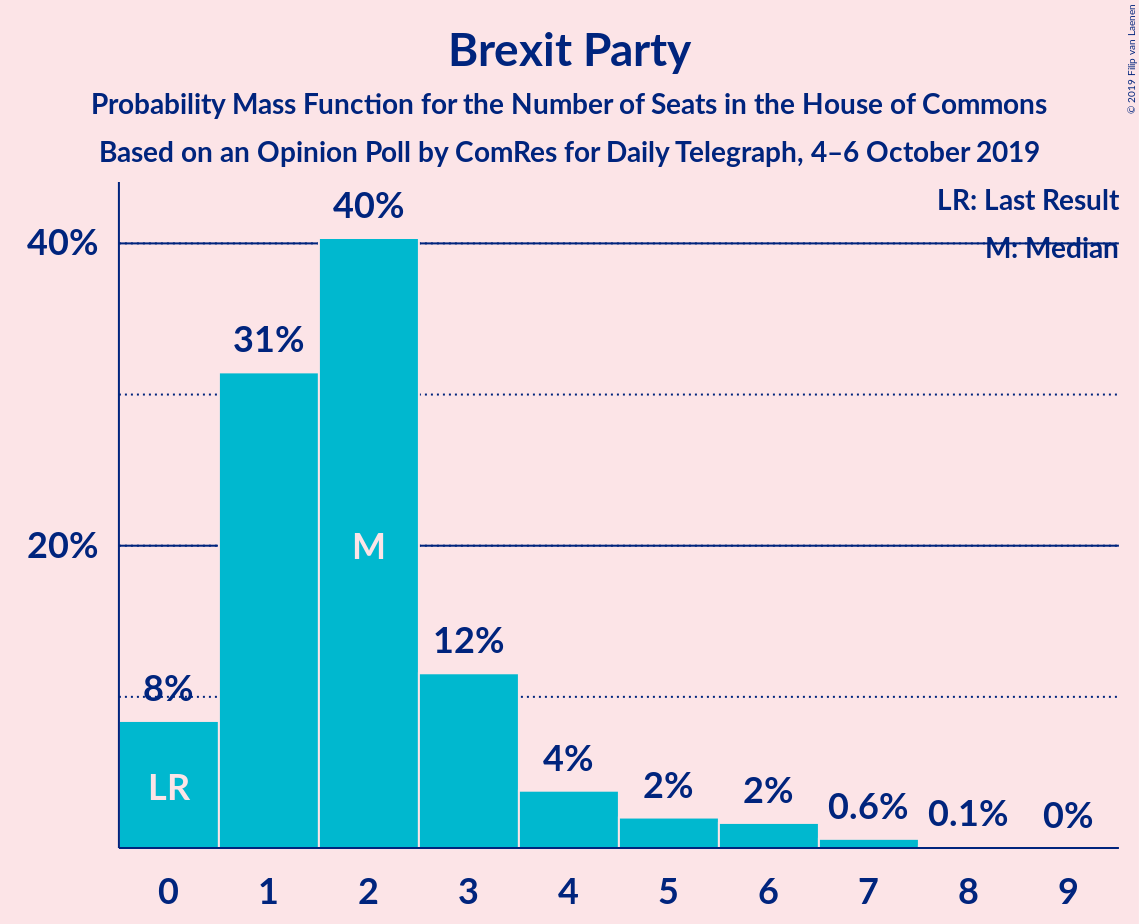 Brexit Party
Probability Mass Function for the Number of Seats in the House of Commons
Based on an Opinion Poll by ComRes for Daily Telegraph, 4–6 October 2019
© 2019 Filip van Laenen
LR: Last Result
M: Median
40%
20%
8%
31%
40%
12%
4%
2%
2%
0.6%
0.1%
0%
LR
M
0 1 2 3 4 5 6 7 8 9